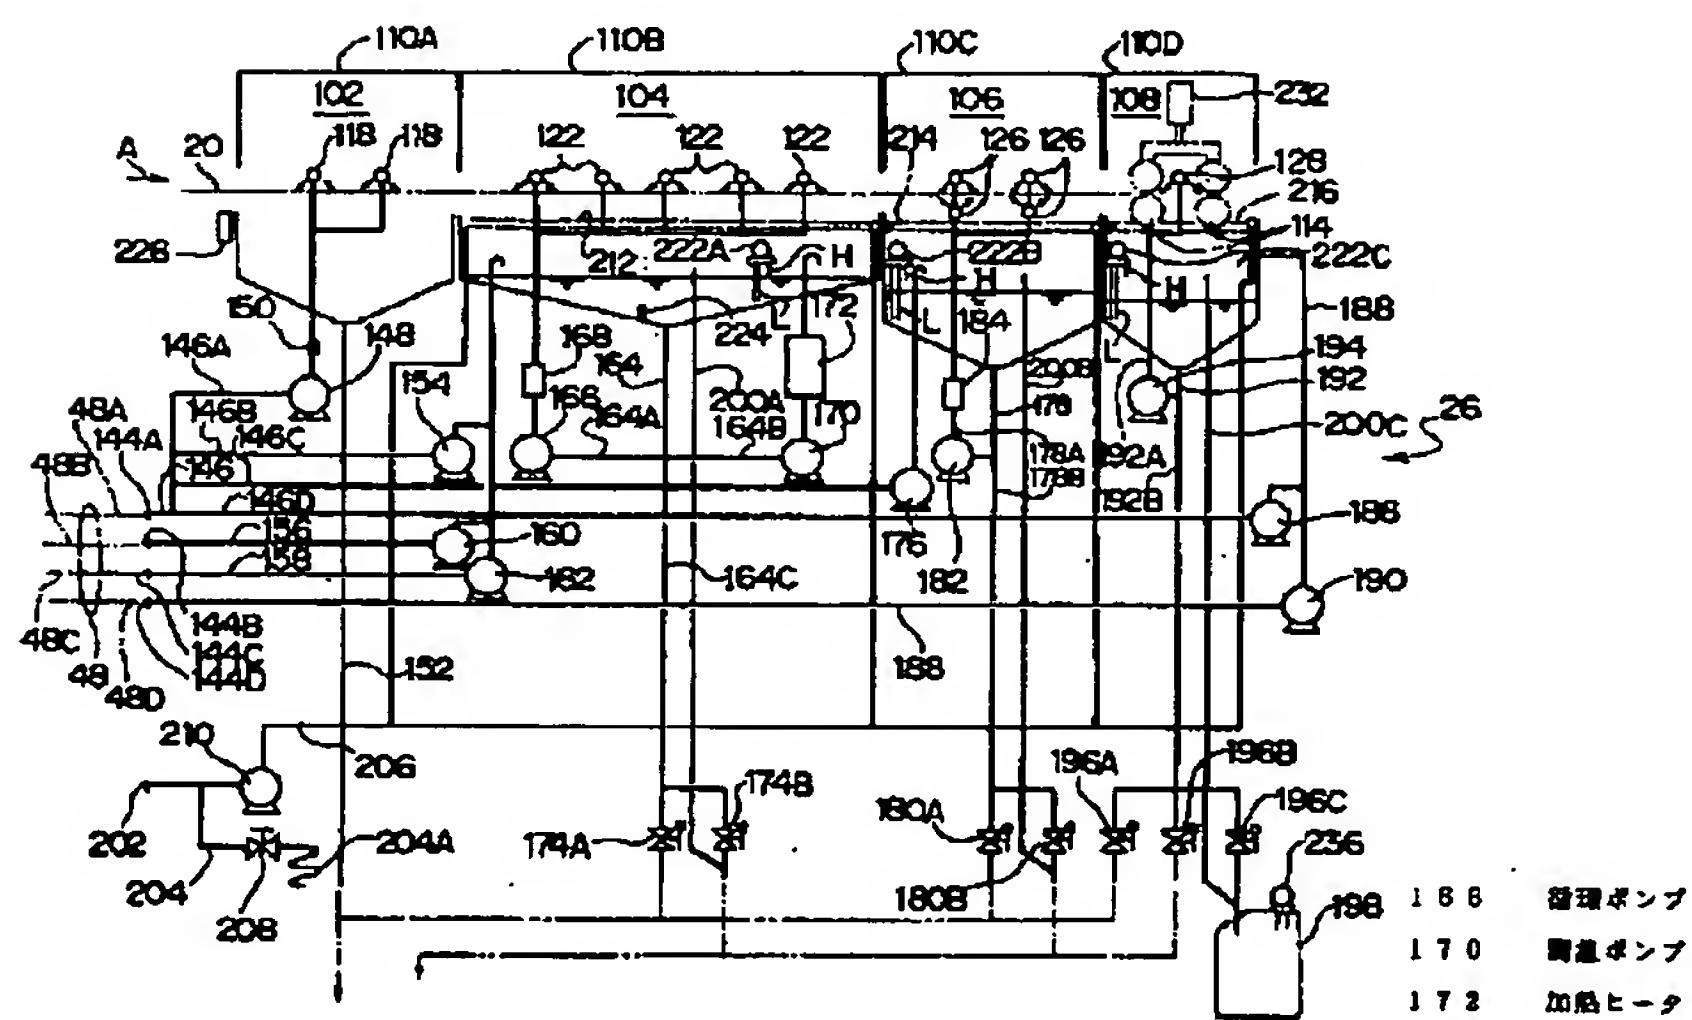 110A 110B 110C 110D
102 104 106 108 232
118 118 122 122 122 214 126 126 128
A 20 216
114
226 212 222A H 222B H H 222C
150 L 172 L 184 L 188
146A 148 168 164 224 200B 194
154 166 200A 170 178 192
48A 146B 164A 164B 26
144A 146C 178A 192A 200C
48B 146 178B
146D 192B
156 160 176 188
158 162 164C 182 190
48C 144B
144C
48 144D 152 188
48D
210 206 174B 196A 196B
180A 196C
202 204A 174A 236
204 180B 198
208
166 循環ポンプ
170 調温ポンプ
172 加熱ヒータ